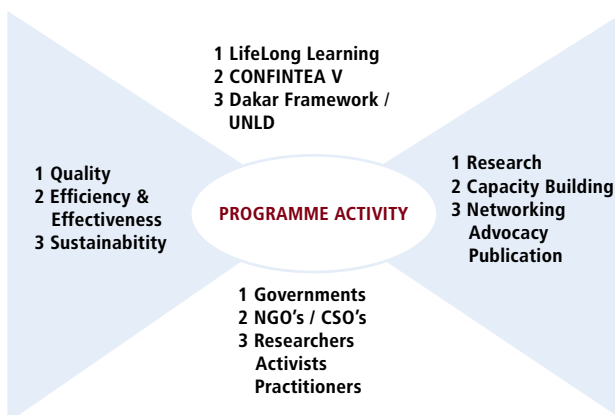 1 LifeLong Learning
2 CONFINTEA V
3 Dakar Framework /
UNLD
1 Quality
2 Efficiency &
Effectiveness
3 Sustainabitity
PROGRAMME ACTIVITY
1 Research
2 Capacity Building
3 Networking
Advocacy
Publication
1 Governments
2 NGO's / CSO's
3 Researchers
Activists
Practitioners